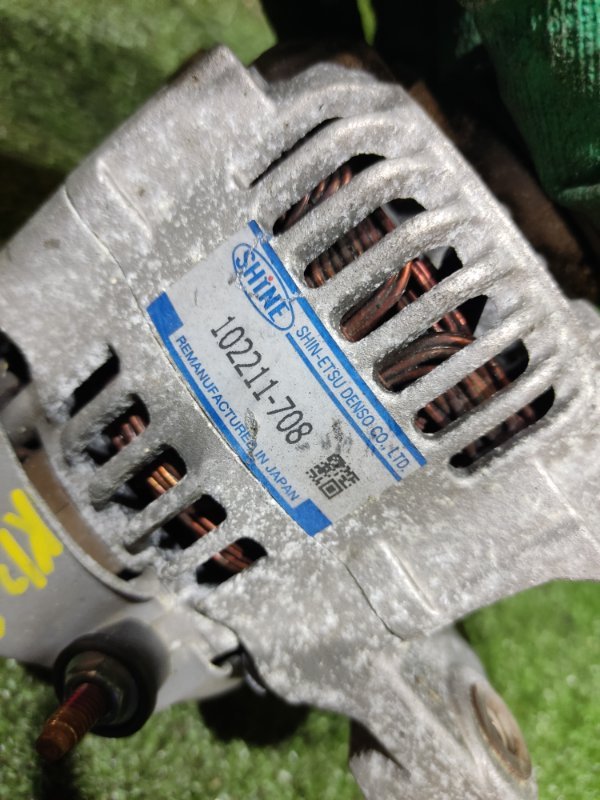 SHINE
SHIN-ETSU DENSO CO., LTD.
102211-708
REMANUFACTURED IN JAPAN